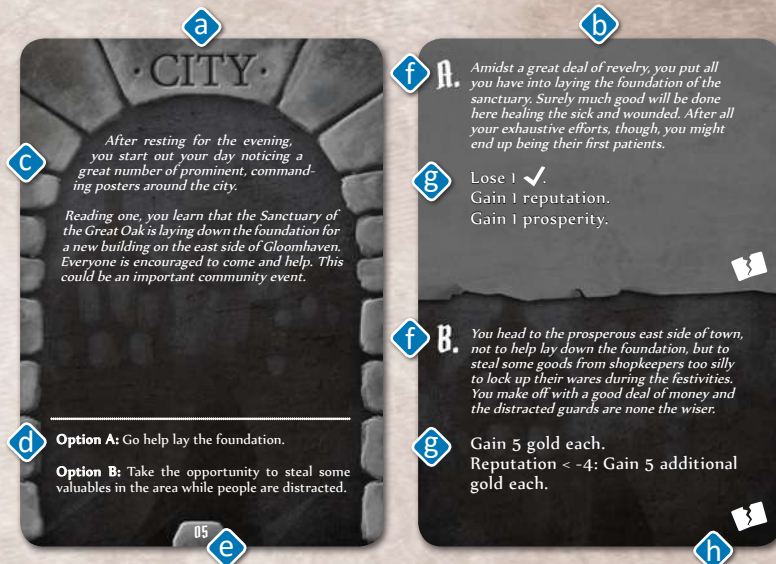 a
b
· CITY ·
c
After resting for the evening,
you start out your day noticing a
great number of prominent, command-
ing posters around the city.
Reading one, you learn that the Sanctuary of
the Great Oak is laying down the foundation for
a new building on the east side of Gloomhaven.
Everyone is encouraged to come and help. This
could be an important community event.
d
Option A: Go help lay the foundation.
Option B: Take the opportunity to steal some
valuables in the area while people are distracted.
05
e
f
A. Amidst a great deal of revelry, you put all
you have into laying the foundation of the
sanctuary. Surely much good will be done
here healing the sick and wounded. After all
your exhaustive efforts, though, you might
end up being their first patients.
g
Lose 1 ✓.
Gain 1 reputation.
Gain 1 prosperity.
f
B. You head to the prosperous east side of town,
not to help lay down the foundation, but to
steal some goods from shopkeepers too silly
to lock up their wares during the festivities.
You make off with a good deal of money and
the distracted guards are none the wiser.
g
Gain 5 gold each.
Reputation < -4: Gain 5 additional
gold each.
h